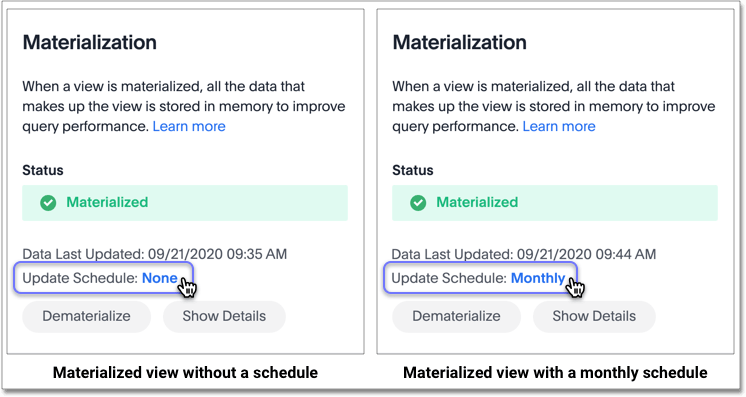 Materialization
When a view is materialized, all the data that
makes up the view is stored in memory to improve
query performance. Learn more
Status
Materialized
Data Last Updated: 09/21/2020 09:35 AM
Update Schedule: None
Dematerialize
Show Details
Materialized view without a schedule
Materialization
When a view is materialized, all the data that
makes up the view is stored in memory to improve
query performance. Learn more
Status
Materialized
Data Last Updated: 09/21/2020 09:44 AM
Update Schedule: Monthly
Dematerialize
Show Details
Materialized view with a monthly schedule